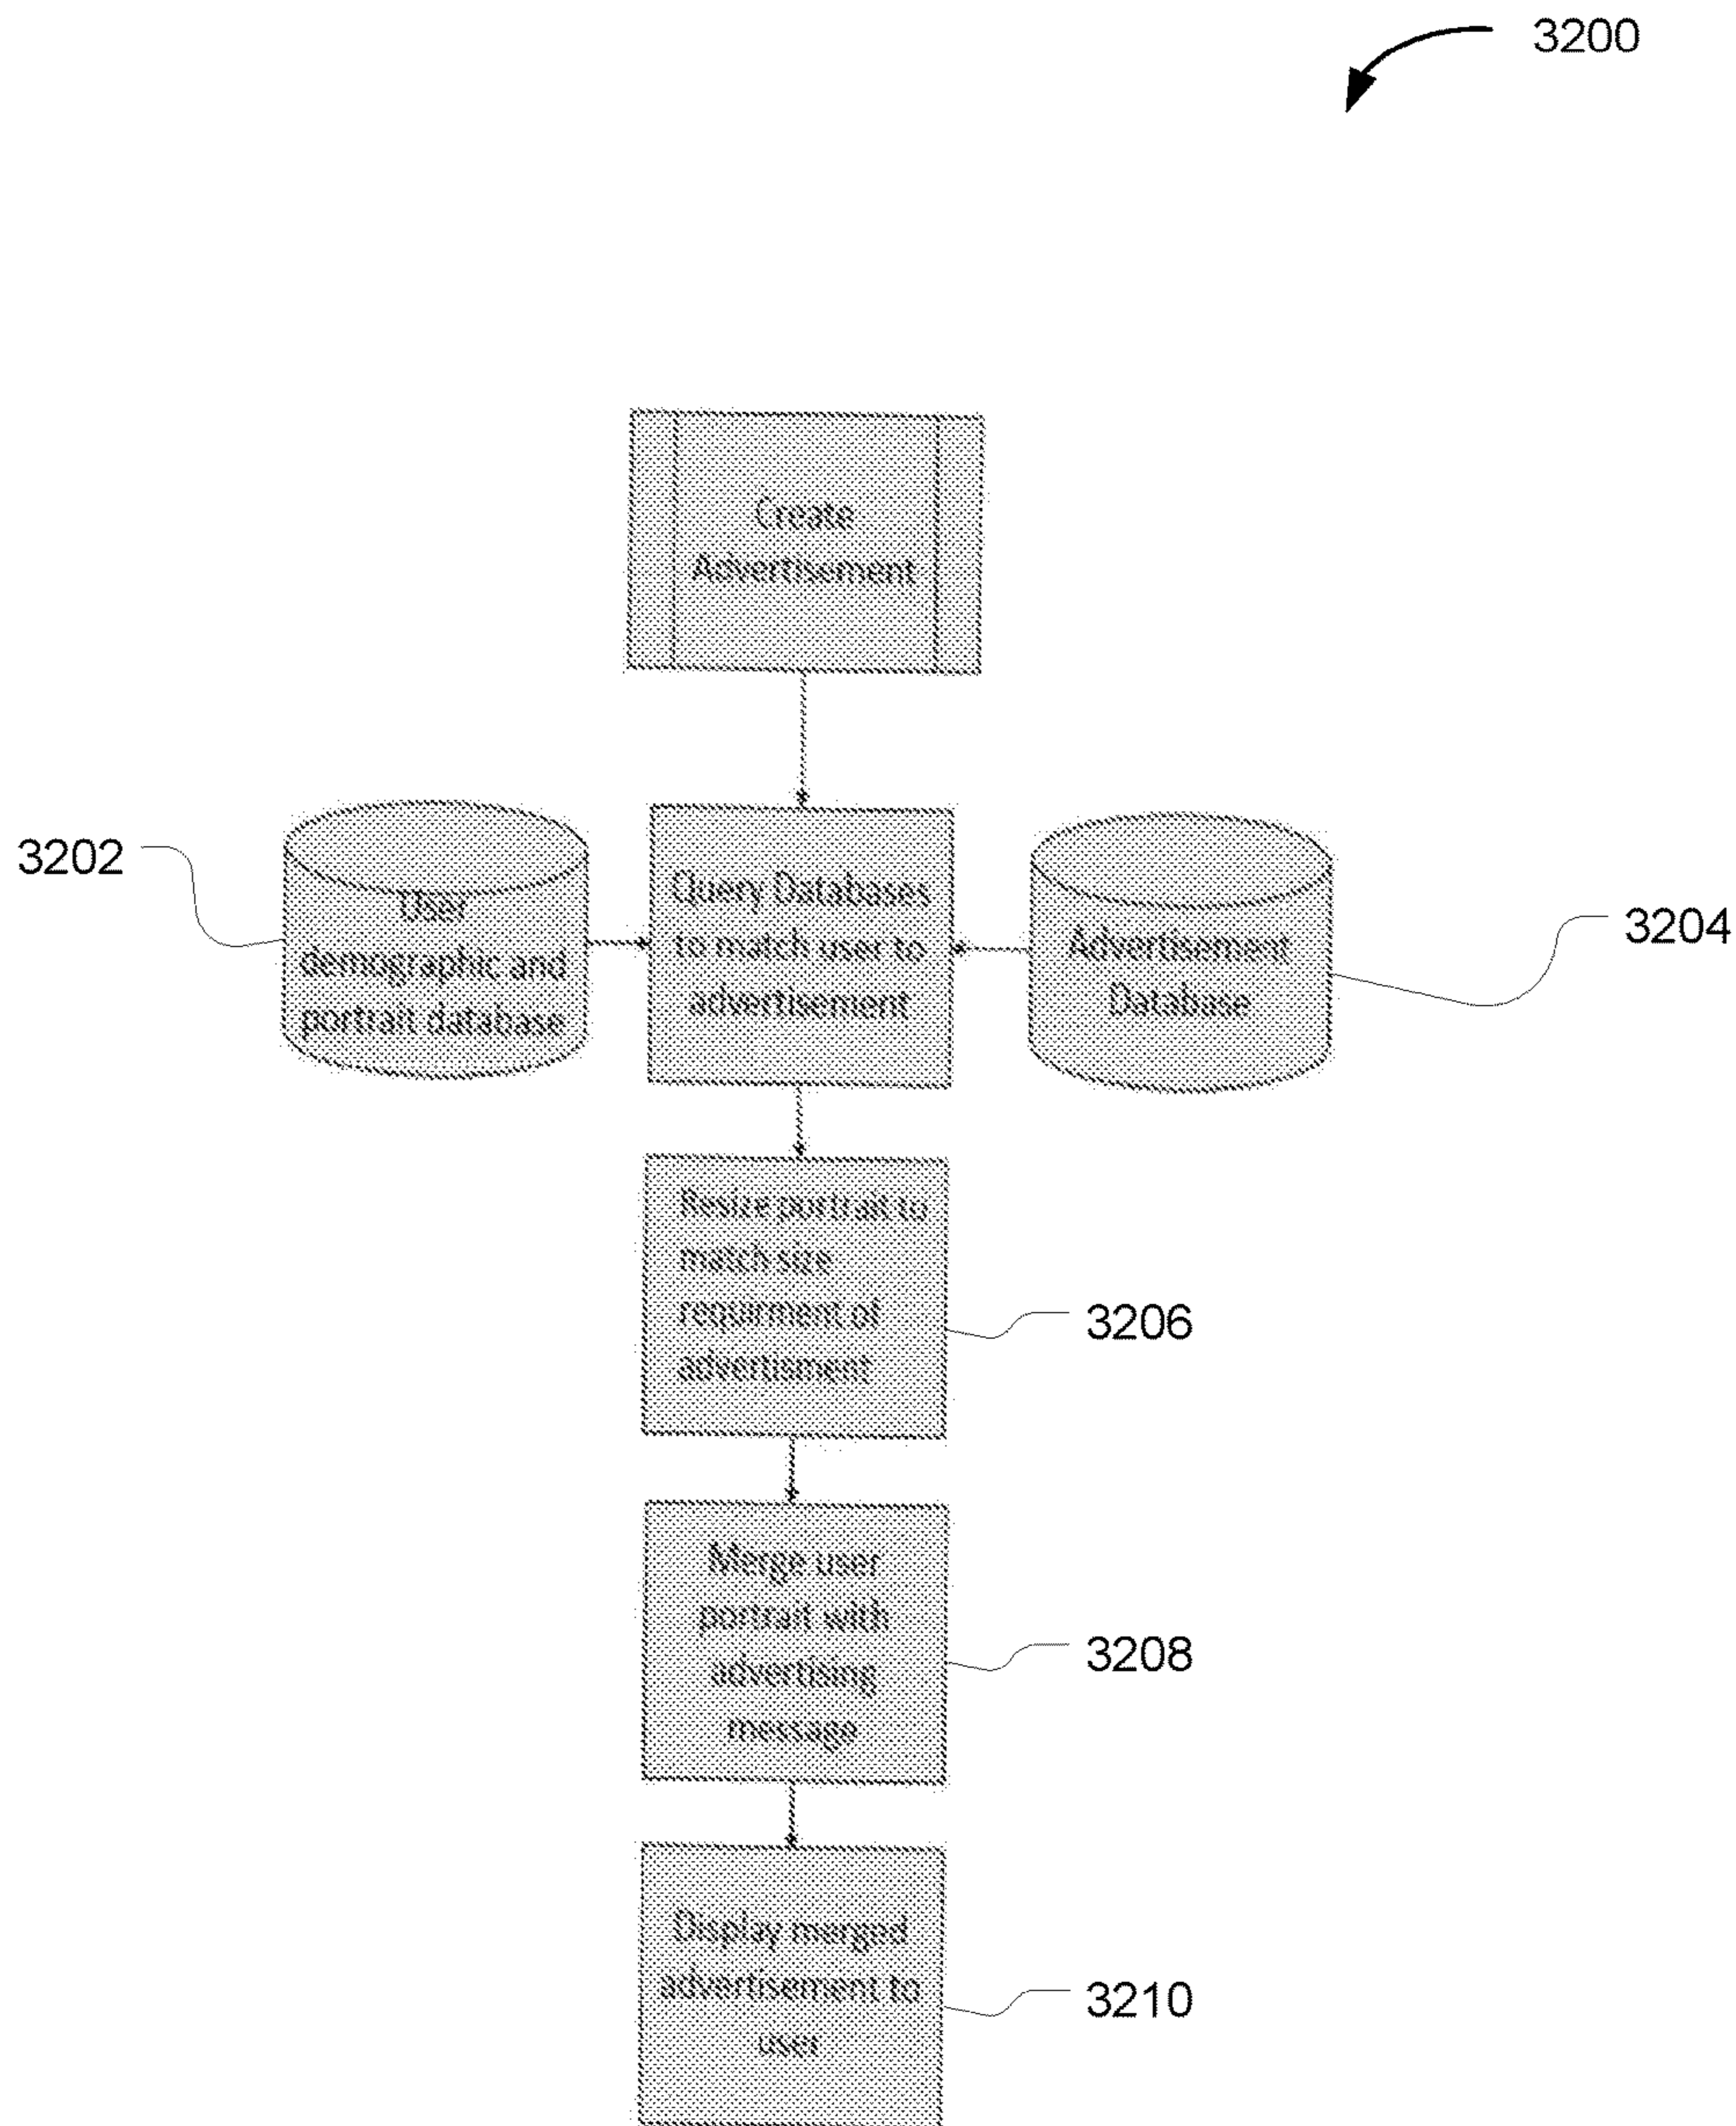 3200
Create
Advertisement
3202
User
demographic and
portrait database
Query Databases
to match user to
advertisement
Advertisement
Database
3204
Resize portrait to
match size
requirment of
advertisment
3206
Merge user
portrait with
advertising
message
3208
Display merged
advertisement to
user
3210